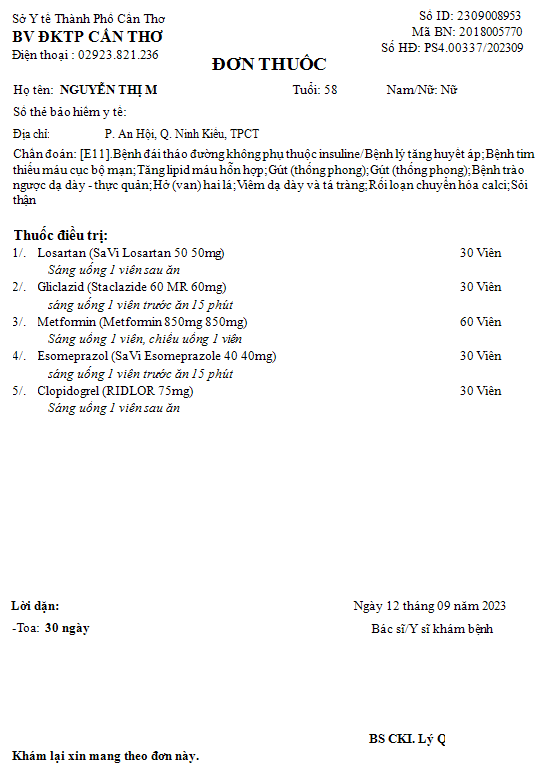 Sở Y tế Thành Phố Cần Thơ
BV ĐKTP CẦN THƠ
Điện thoại : 02923.821.236
Số ID: 2309008953
Mã BN: 2018005770
Số HĐ: PS4.00337/202309
ĐƠN THUỐC
Họ tên: NGUYỄN THỊ M Tuổi: 58 Nam/Nữ: Nữ
Số thẻ bảo hiểm y tế:
Địa chỉ: P. An Hội, Q. Ninh Kiều, TPCT
Chẩn đoán: [E11].Bệnh đái tháo đường không phụ thuộc insuline/Bệnh lý tăng huyết áp;Bệnh tim
thiếu máu cục bộ mạn;Tăng lipid máu hỗn hợp;Gút (thống phong);Gút (thống phong);Bệnh trào
ngược dạ dày - thực quản;Hở (van) hai lá;Viêm dạ dày và tá tràng;Rối loạn chuyển hóa calci;Sỏi
thận
Thuốc điều trị:
1/. Losartan (SaVi Losartan 50 50mg) 30 Viên
Sáng uống 1 viên sau ăn
2/. Gliclazid (Staclazide 60 MR 60mg) 30 Viên
sáng uống 1 viên trước ăn 15 phút
3/. Metformin (Metformin 850mg 850mg) 60 Viên
Sáng uống 1 viên, chiều uống 1 viên
4/. Esomeprazol (SaVi Esomeprazole 40 40mg) 30 Viên
sáng uống 1 viên trước ăn 15 phút
5/. Clopidogrel (RIDLOR 75mg) 30 Viên
Sáng uống 1 viên sau ăn
Lời dặn:
-Toa: 30 ngày
Ngày 12 tháng 09 năm 2023
Bác sĩ/Y sĩ khám bệnh
BS CKI. Lý Q
Khám lại xin mang theo đơn này.